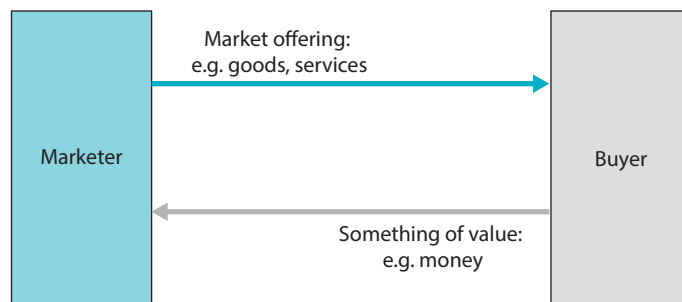 Market offering:
e.g. goods, services
Marketer
Buyer
Something of value:
e.g. money